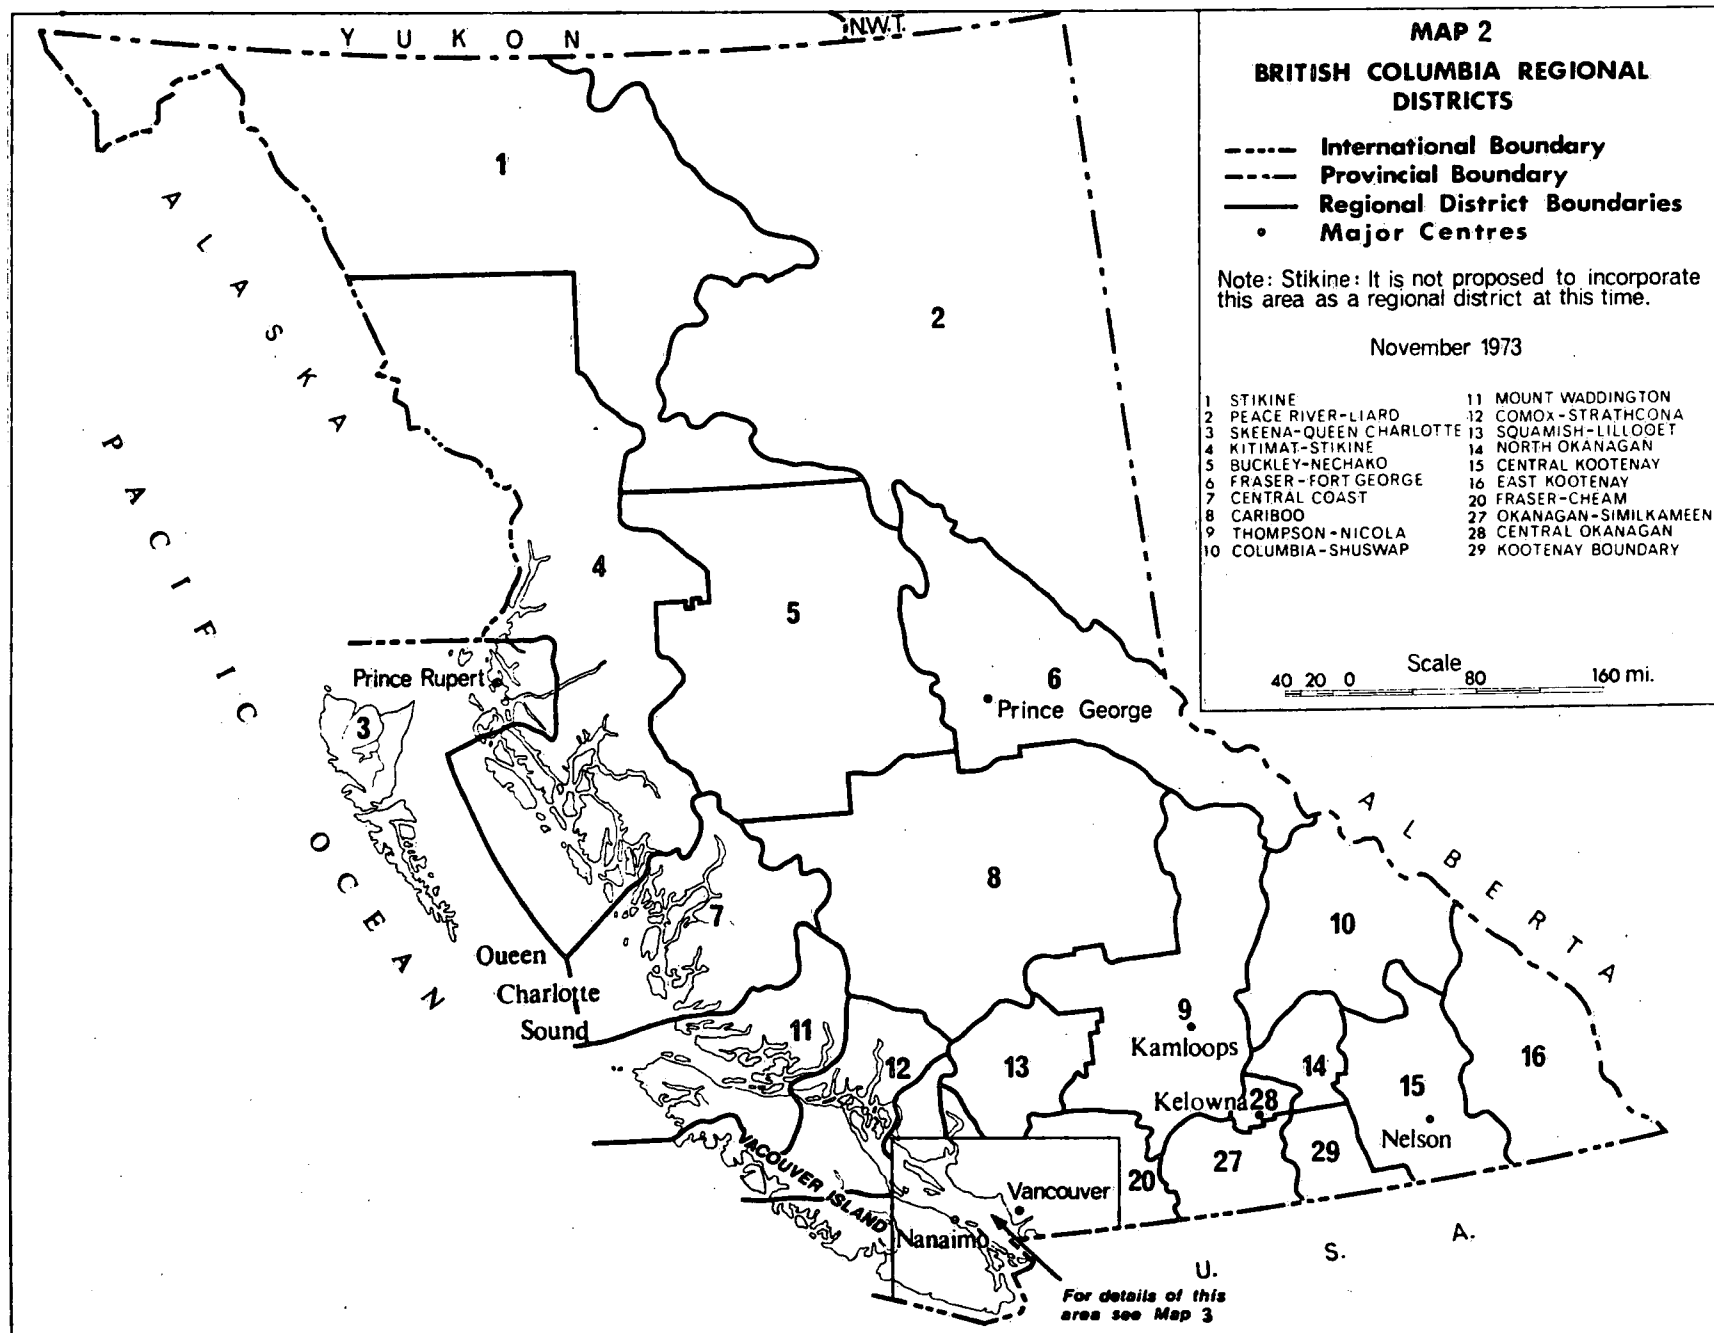 MAP 2
BRITISH COLUMBIA REGIONAL
DISTRICTS
International Boundary
Provincial Boundary
Regional District Boundaries
Major Centres
Note: Stikine: It is not proposed to incorporate
this area as a regional district at this time.
November 1973
1 STIKINE
2 PEACE RIVER-LIARD
3 SKEENA-QUEEN CHARLOTTE
4 KITIMAT-STIKINE
5 BUCKLEY-NECHAKO
6 FRASER-FORT GEORGE
7 CENTRAL COAST
8 CARIBOO
9 THOMPSON-NICOLA
10 COLUMBIA-SHUSWAP
11 MOUNT WADDINGTON
12 COMOX-STRATHCONA
13 SQUAMISH-LILLOOET
14 NORTH OKANAGAN
15 CENTRAL KOOTENAY
16 EAST KOOTENAY
20 FRASER-CHEAM
27 OKANAGAN-SIMILKAMEEN
28 CENTRAL OKANAGAN
29 KOOTENAY BOUNDARY
Scale
40 20 0 80 160 mi.
YUKON
N.W.T.
ALASKA
PACIFIC OCEAN
ALBERTA
U. S. A.
1
2
3
4
5
6
7
8
9
10
11
12
13
14
15
16
20
27
28
29
Prince Rupert
Prince George
Queen
Charlotte
Sound
Kamloops
Kelowna
Nelson
Vancouver
Nanaimo
VACOUVER ISLAND
For details of this
area see Map 3